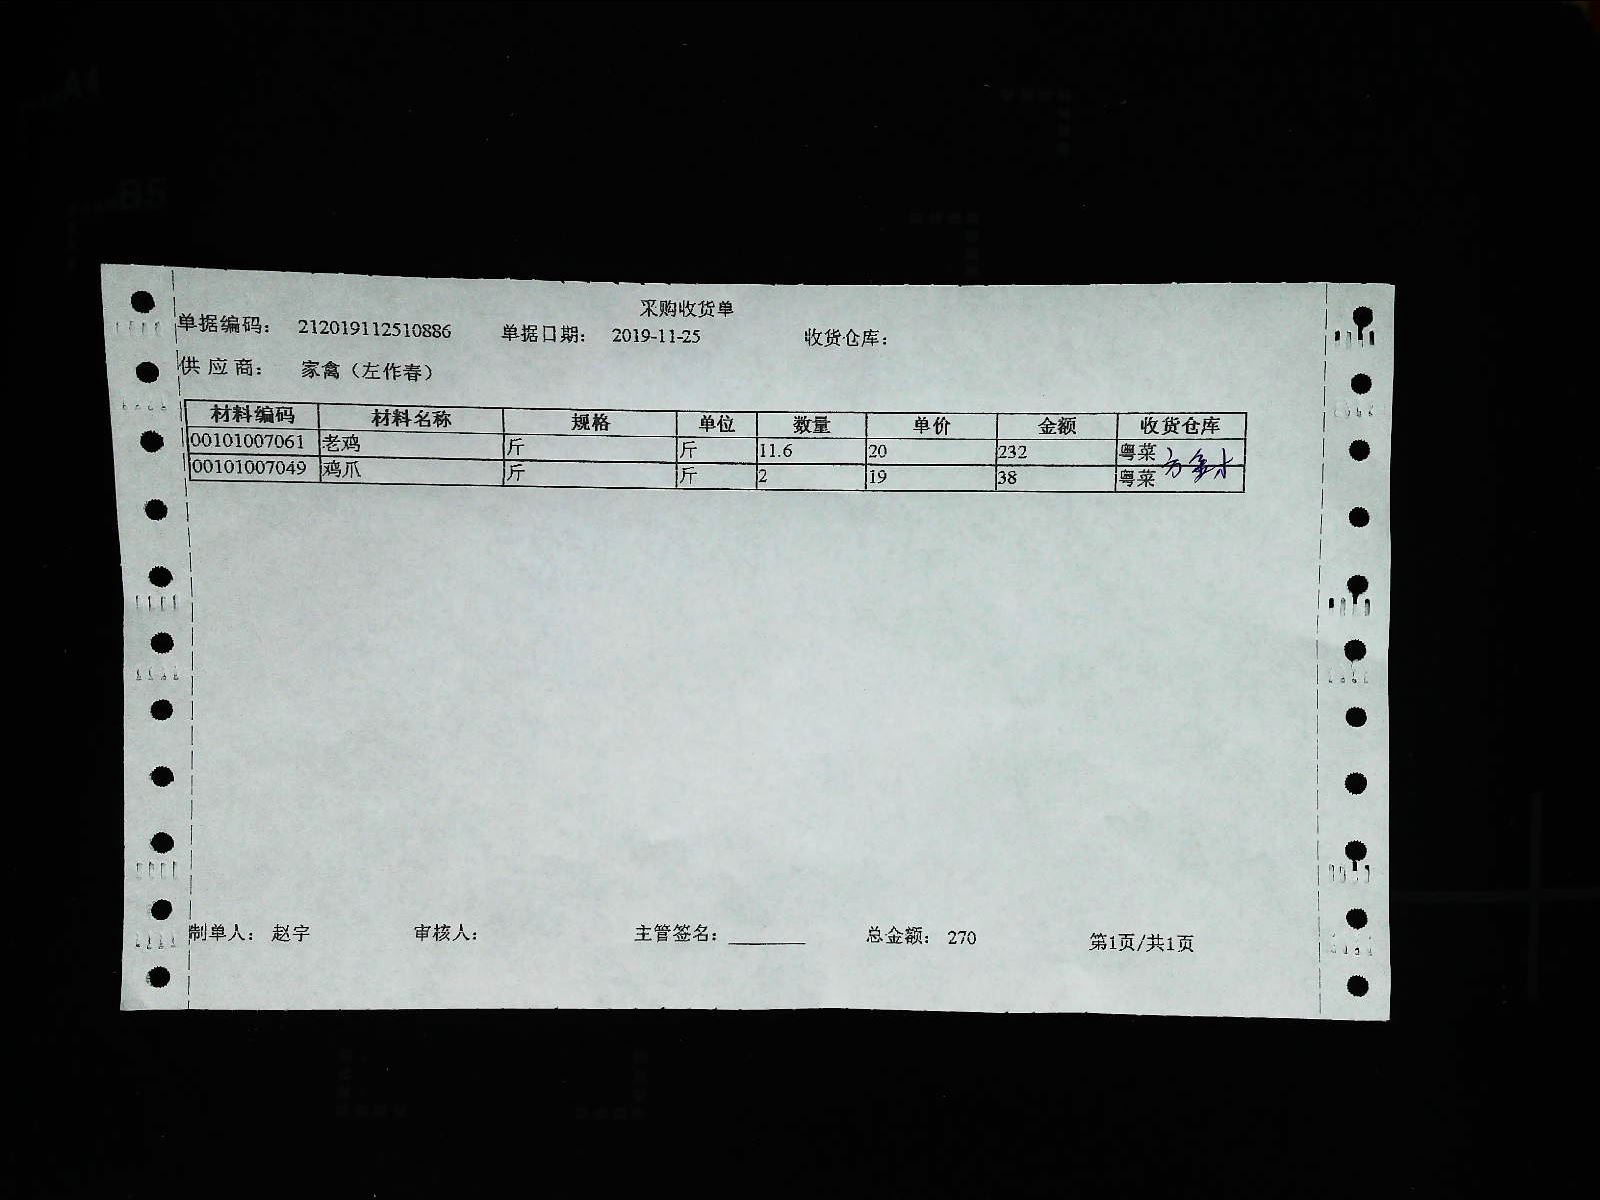 采购收货单
单据编码： 212019112510886 单据日期： 2019-11-25 收货仓库：
供应商： 家禽（左作春）
材料编码 材料名称 规格 单位 数量 单价 金额 收货仓库
00101007061 老鸡 斤 斤 11.6 20 232 粤菜
00101007049 鸡爪 斤 斤 2 19 38 粤菜
制单人： 赵宇 审核人： 主管签名： 总金额： 270 第1页/共1页